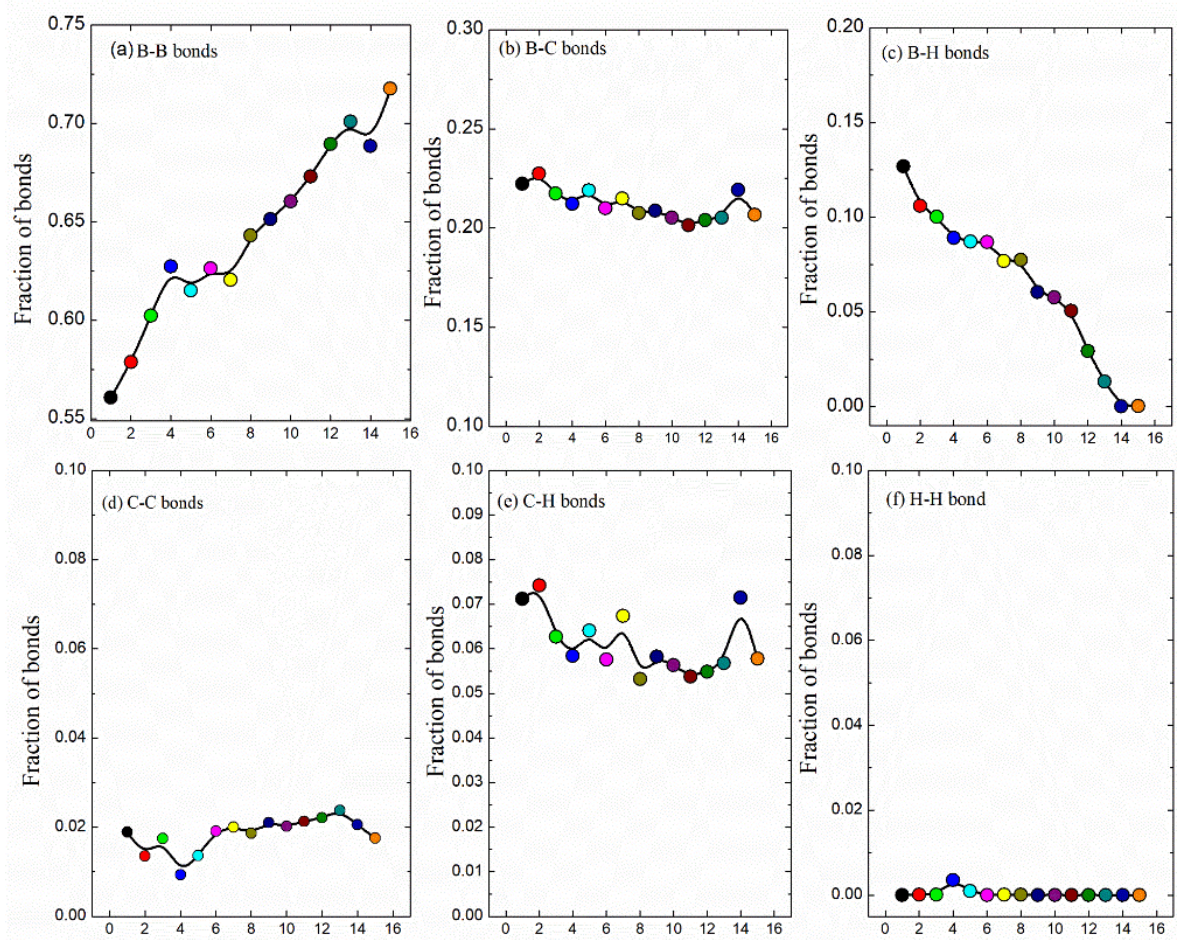 (a) B-B bonds
Fraction of bonds
0.75
0.70
0.65
0.60
0.55
0 2 4 6 8 10 12 14 16
(b) B-C bonds
Fraction of bonds
0.30
0.25
0.20
0.15
0.10
0 2 4 6 8 10 12 14 16
(c) B-H bonds
Fraction of bonds
0.20
0.15
0.10
0.05
0.00
0 2 4 6 8 10 12 14 16
(d) C-C bonds
Fraction of bonds
0.10
0.08
0.06
0.04
0.02
0.00
0 2 4 6 8 10 12 14 16
(e) C-H bonds
Fraction of bonds
0.10
0.09
0.08
0.07
0.06
0.05
0.04
0.03
0.02
0.01
0.00
0 2 4 6 8 10 12 14 16
(f) H-H bond
Fraction of bonds
0.10
0.08
0.06
0.04
0.02
0.00
0 2 4 6 8 10 12 14 16